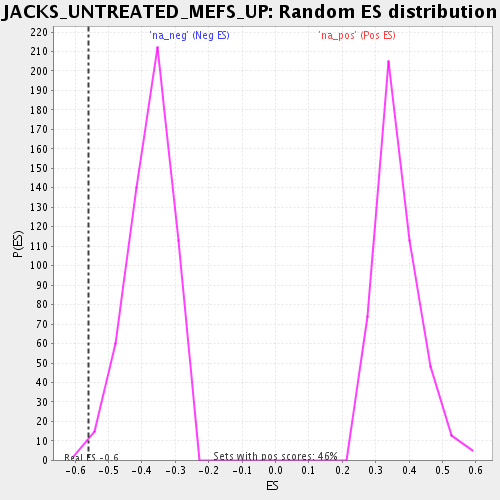 JACKS_UNTREATED_MEFS_UP: Random ES distribution
'na_neg' (Neg ES)
'na_pos' (Pos ES)
220
210
200
190
180
170
160
150
140
130
120
110
100
90
80
70
60
50
40
30
20
10
0
P(ES)
Real ES -0.6
Sets with pos scores: 46%
-0.6 -0.5 -0.4 -0.3 -0.2 -0.1 0.0 0.1 0.2 0.3 0.4 0.5 0.6
ES